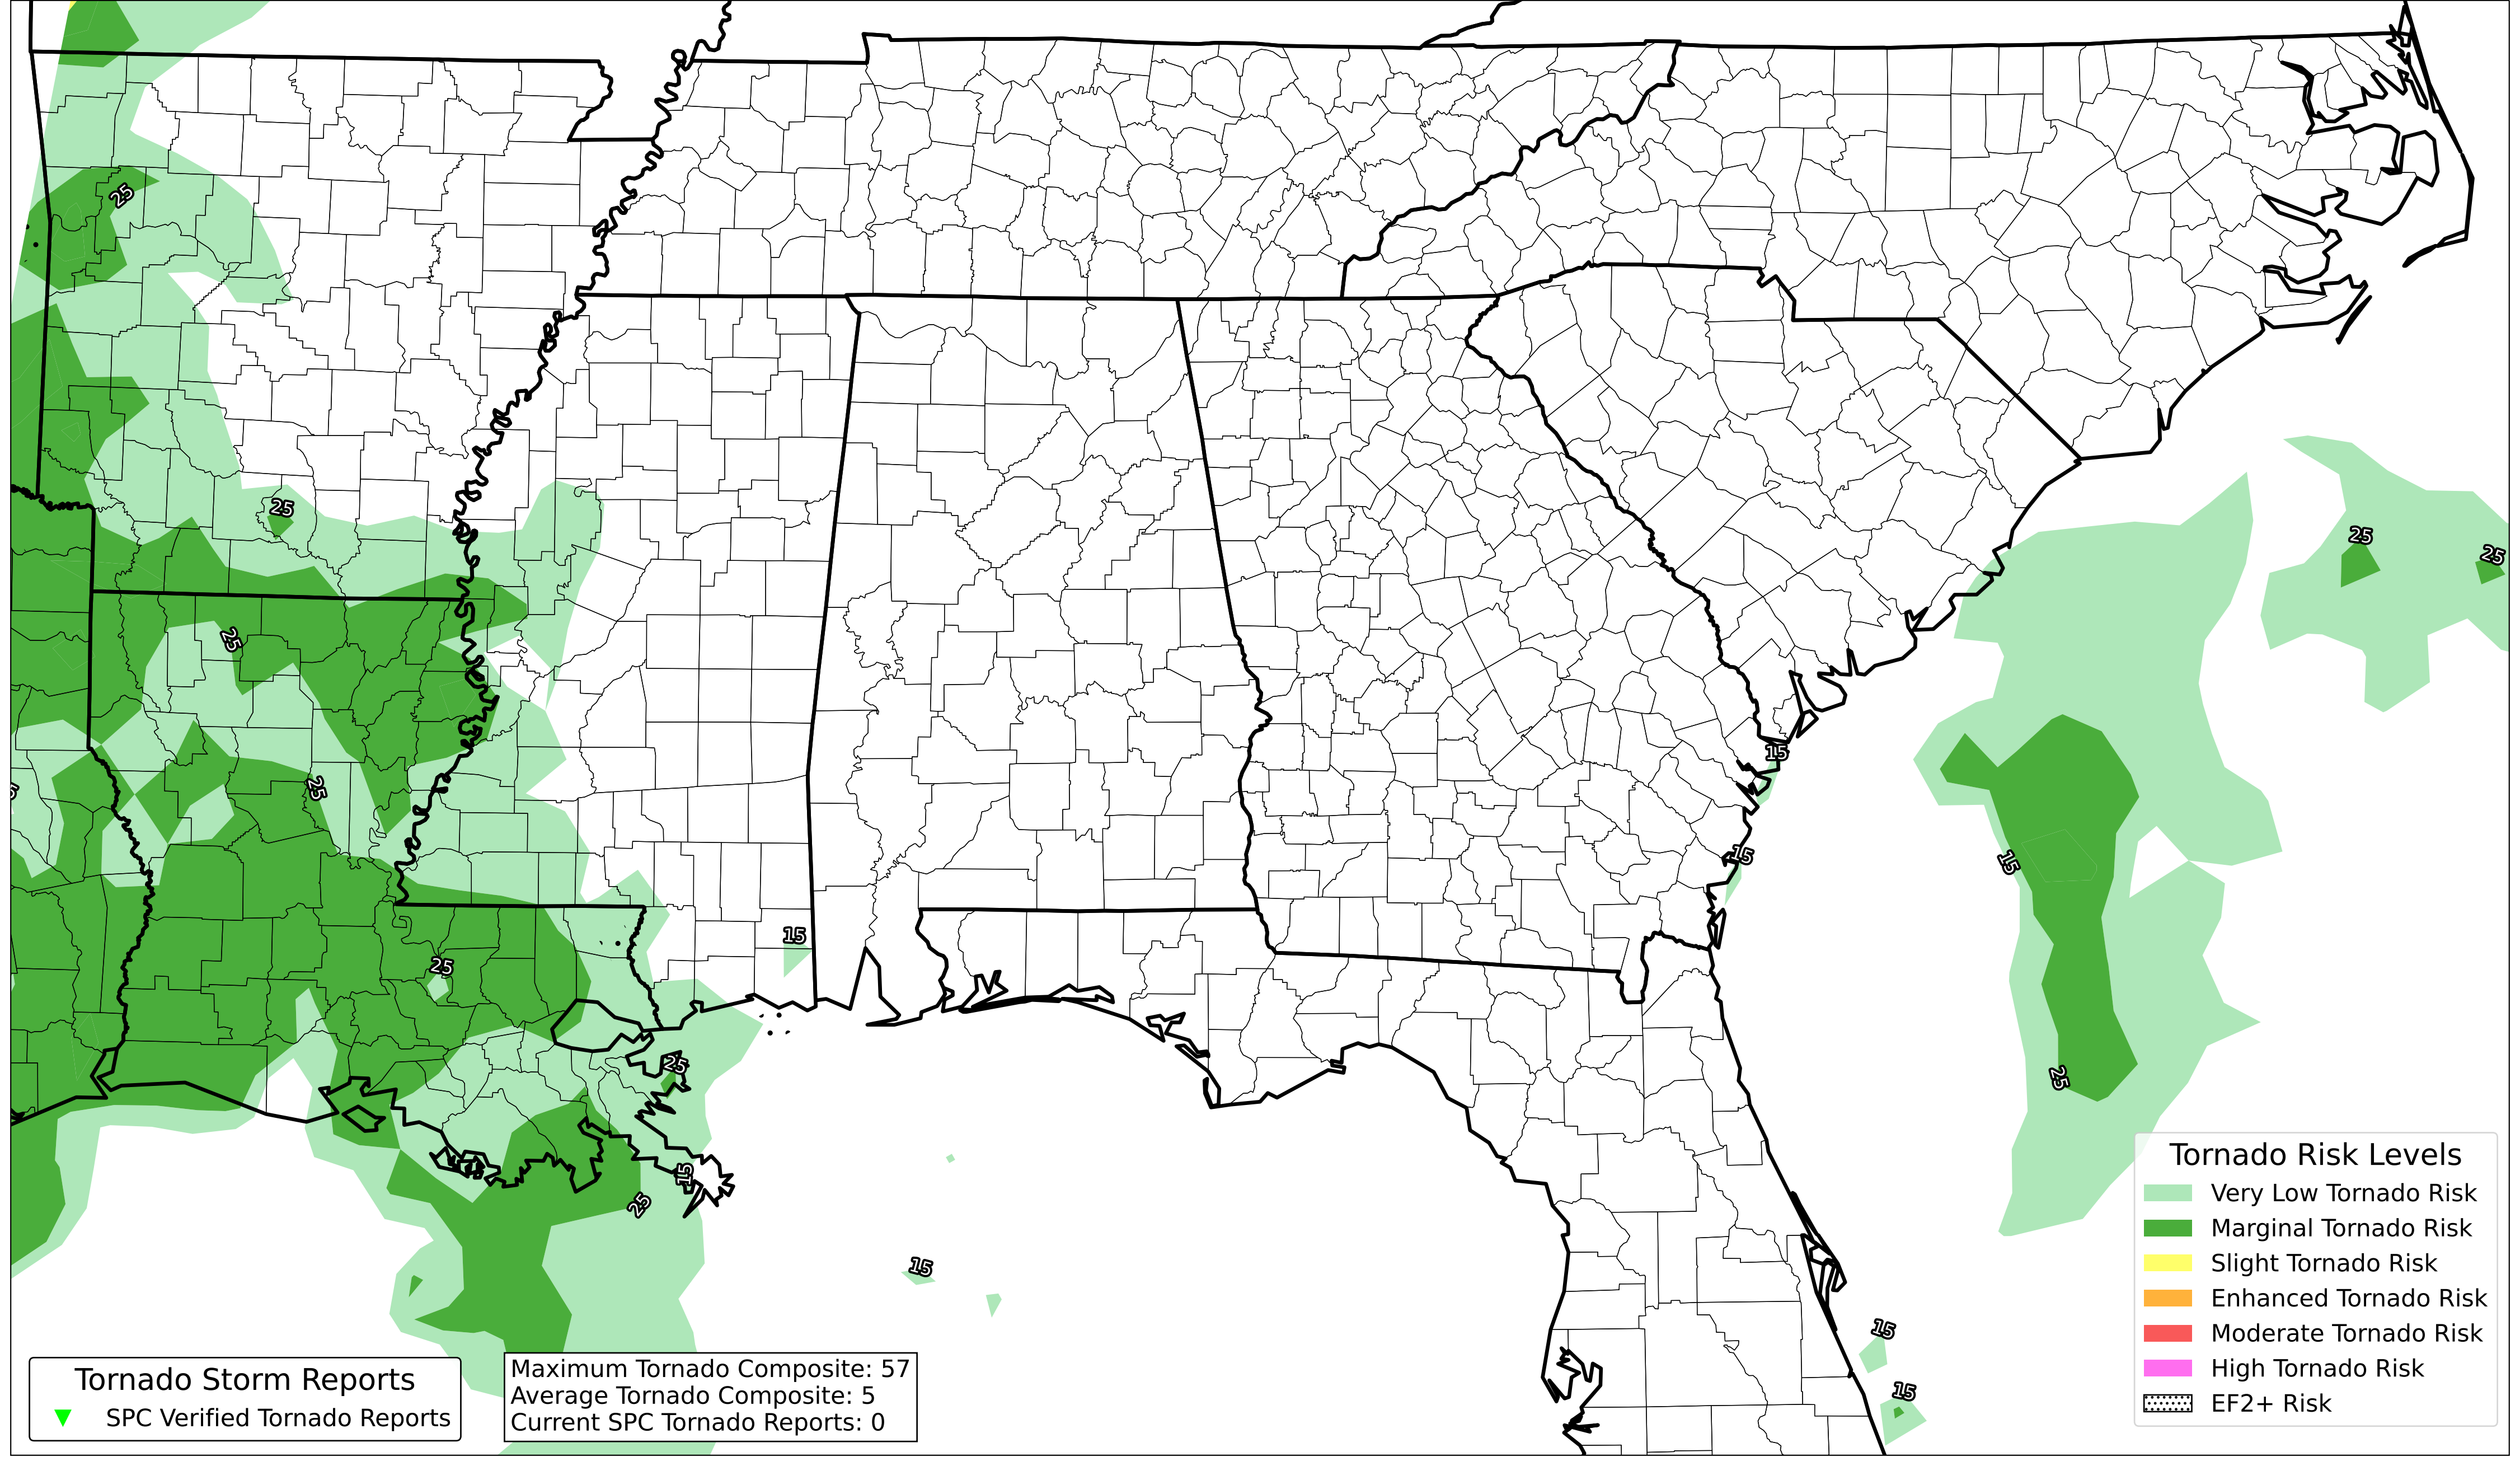 25
25
25
25
25
25
15
15
25
15
15
25
25
25
15
25
15
15
15
Tornado Risk Levels
Very Low Tornado Risk
Marginal Tornado Risk
Slight Tornado Risk
Enhanced Tornado Risk
Moderate Tornado Risk
High Tornado Risk
EF2+ Risk
Tornado Storm Reports
SPC Verified Tornado Reports
Maximum Tornado Composite: 57
Average Tornado Composite: 5
Current SPC Tornado Reports: 0